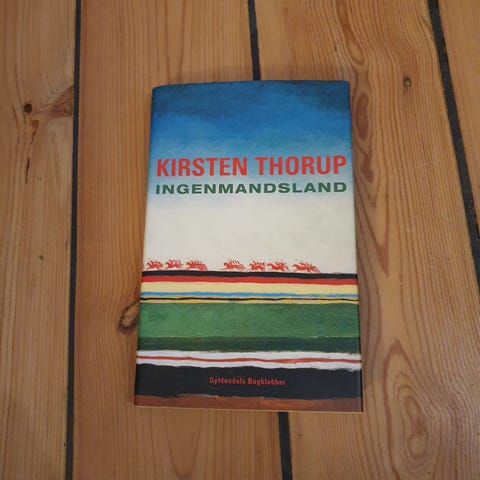 KIRSTEN THORUP
INGENMANDSLAND
Gyldendals Bogklubber